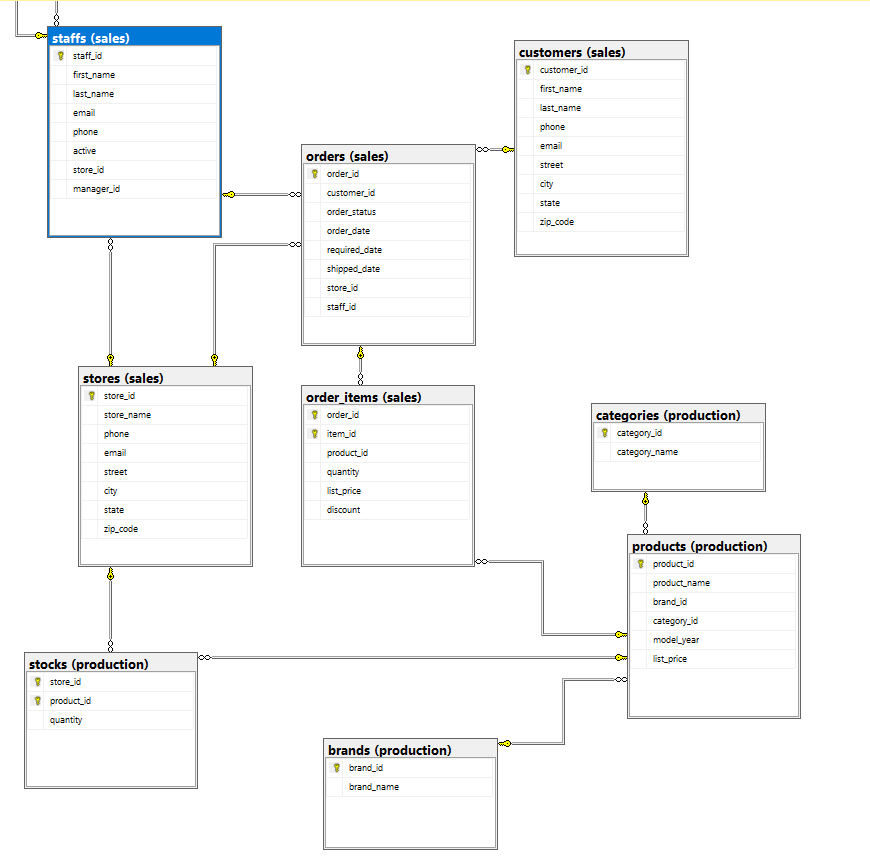 staffs (sales)
staff_id
first_name
last_name
email
phone
active
store_id
manager_id
customers (sales)
customer_id
first_name
last_name
phone
email
street
city
state
zip_code
orders (sales)
order_id
customer_id
order_status
order_date
required_date
shipped_date
store_id
staff_id
stores (sales)
store_id
store_name
phone
email
street
city
state
zip_code
order_items (sales)
order_id
item_id
product_id
quantity
list_price
discount
categories (production)
category_id
category_name
products (production)
product_id
product_name
brand_id
category_id
model_year
list_price
stocks (production)
store_id
product_id
quantity
brands (production)
brand_id
brand_name